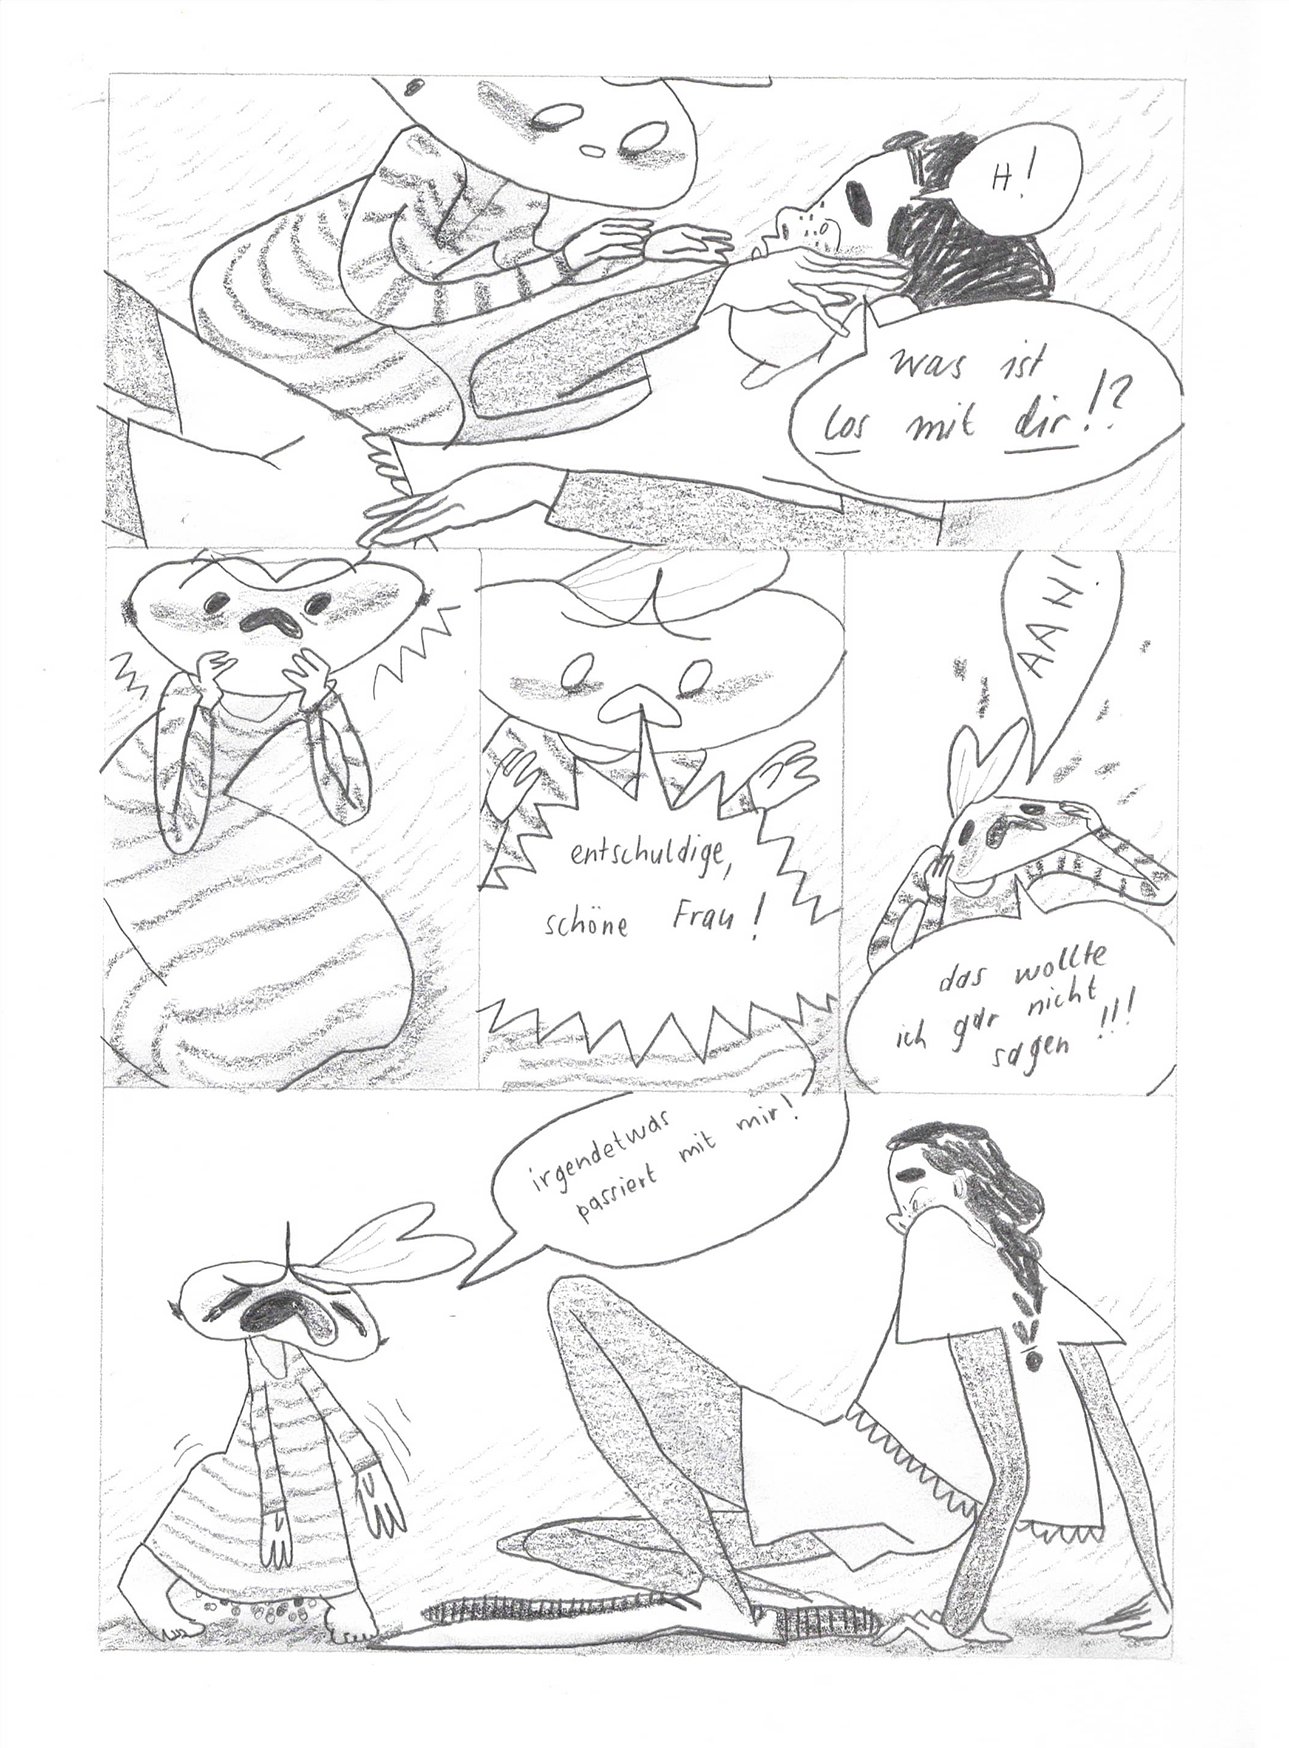 H!
was ist
los mit dir!?
entschuldige,
schöne Frau!
AAH!
das wollte
ich gar nicht
sagen!!!
irgendetwas
passiert mit mir!